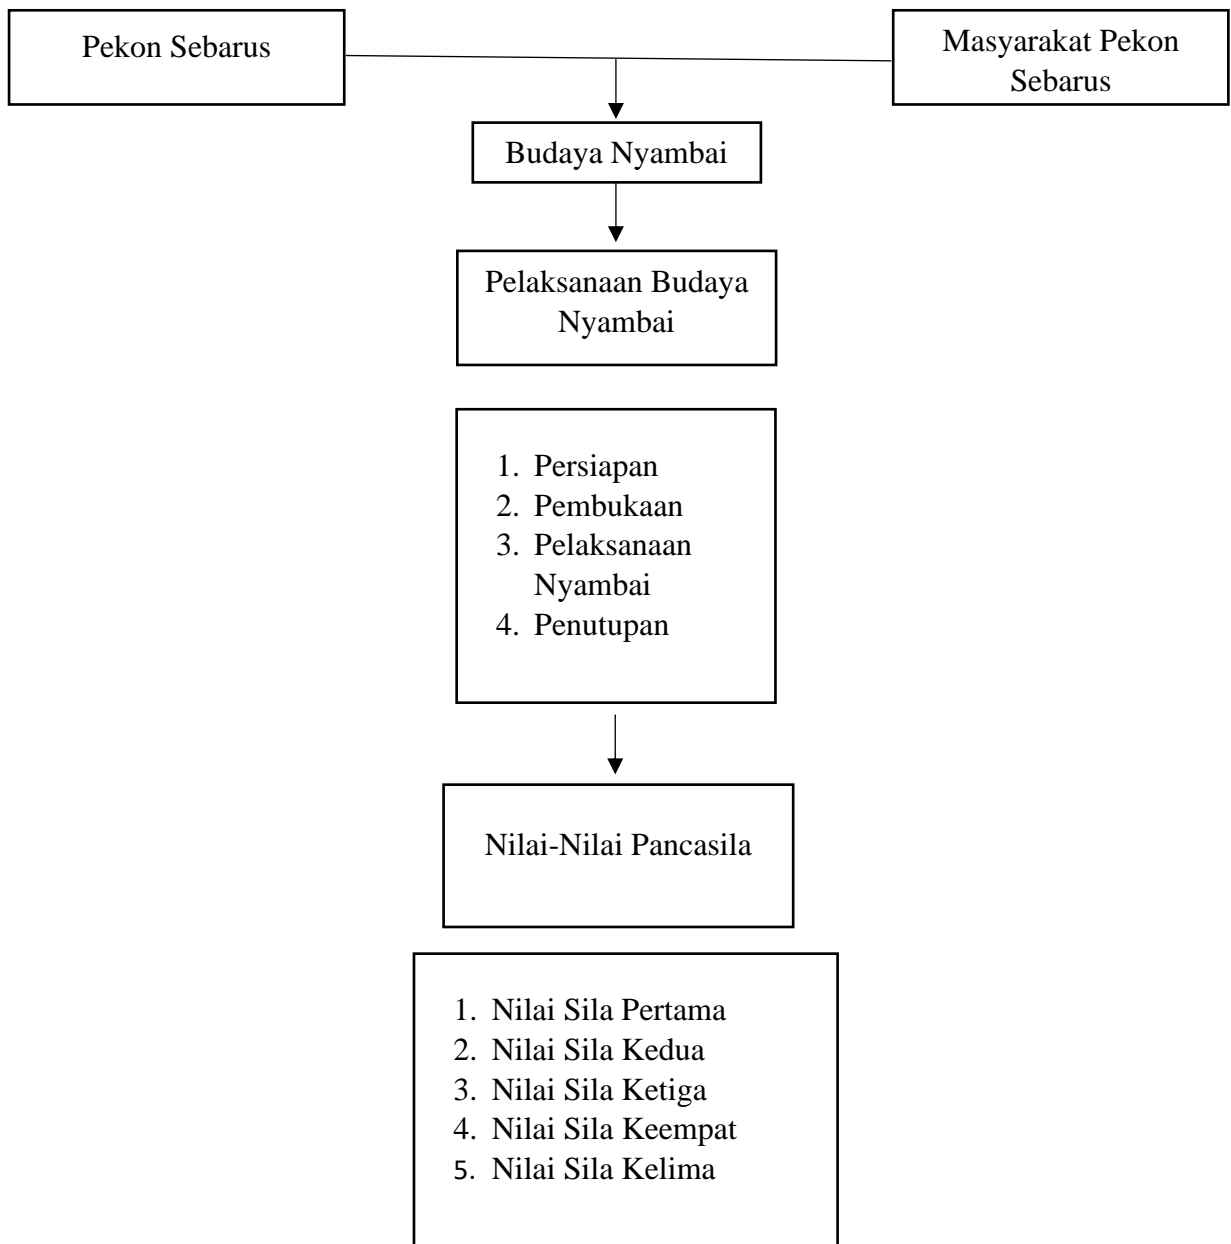 Pekon Sebarus
Masyarakat Pekon
Sebarus
Budaya Nyambai
Pelaksanaan Budaya
Nyambai
1. Persiapan
2. Pembukaan
3. Pelaksanaan
Nyambai
4. Penutupan
Nilai-Nilai Pancasila
1. Nilai Sila Pertama
2. Nilai Sila Kedua
3. Nilai Sila Ketiga
4. Nilai Sila Keempat
5. Nilai Sila Kelima